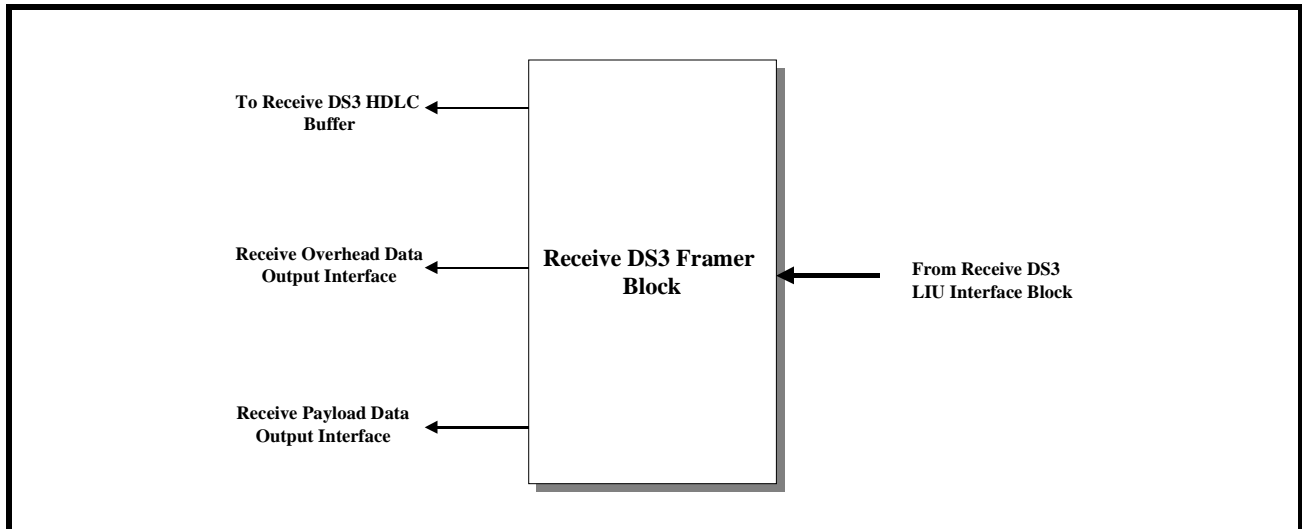 To Receive DS3 HDLC
Buffer
Receive Overhead Data
Output Interface
Receive DS3 Framer
Block
From Receive DS3
LIU Interface Block
Receive Payload Data
Output Interface